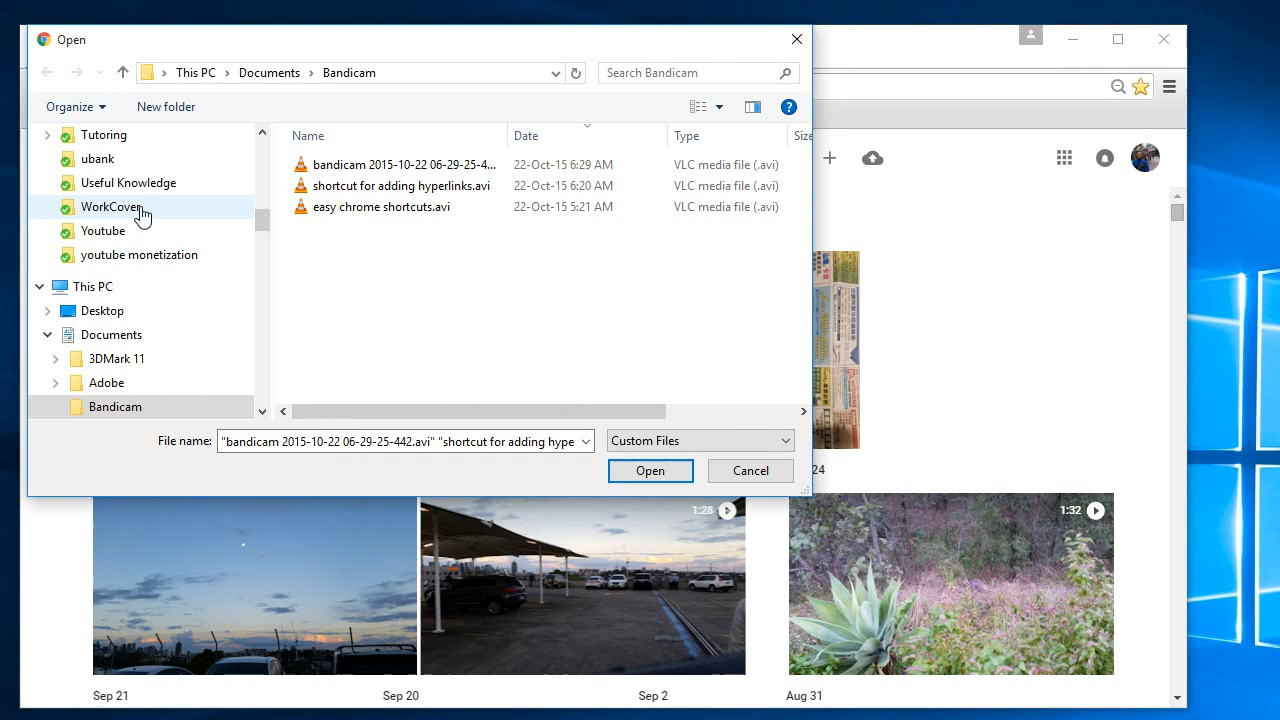 Open
This PC
Documents
Bandicam
Search Bandicam
Organize
New folder
Tutoring
ubank
Useful Knowledge
WorkCover
Youtube
youtube monetization
This PC
Desktop
Documents
3DMark 11
Adobe
Bandicam
Name
Date
Type
Size
bandicam 2015-10-22 06-29-25-4...
22-Oct-15 6:29 AM
VLC media file (.avi)
shortcut for adding hyperlinks.avi
22-Oct-15 6:20 AM
VLC media file (.avi)
easy chrome shortcuts.avi
22-Oct-15 5:21 AM
VLC media file (.avi)
File name:
"bandicam 2015-10-22 06-29-25-442.avi" "shortcut for adding hype
Custom Files
Open
Cancel
24
1:28
1:32
Sep 21
Sep 20
Sep 2
Aug 31